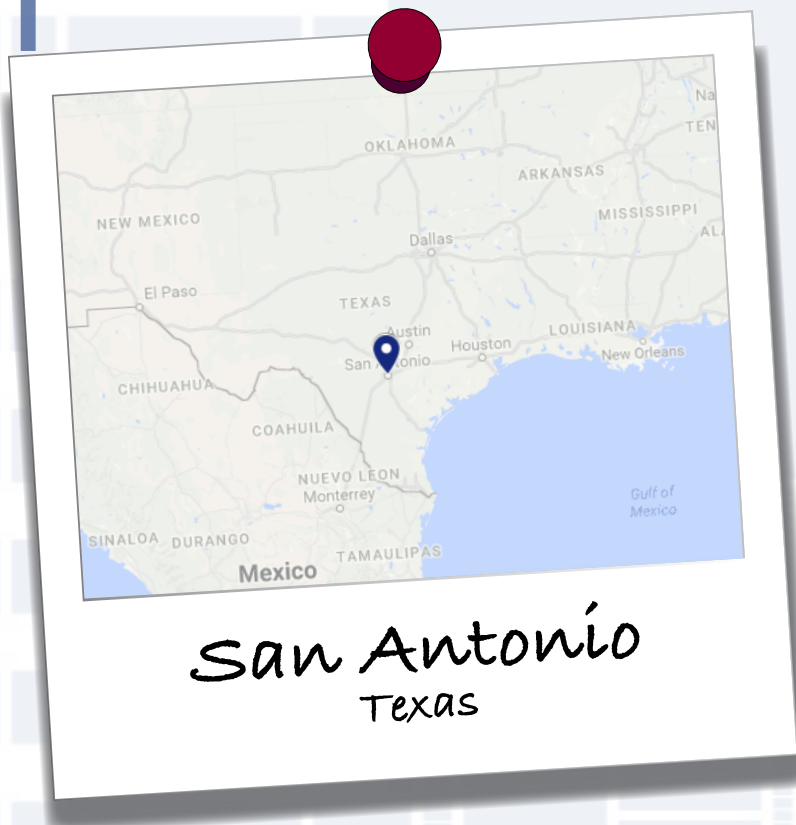 Na
TEN
OKLAHOMA
ARKANSAS
MISSISSIPPI
NEW MEXICO
ALA
Dallas
El Paso
TEXAS
Austin
Houston
LOUISIANA
San Antonio
New Orleans
CHIHUAHUA
COAHUILA
NUEVO LEON
Monterrey
Gulf of
Mexico
SINALOA
DURANGO
TAMAULIPAS
Mexico
San Antonio
Texas